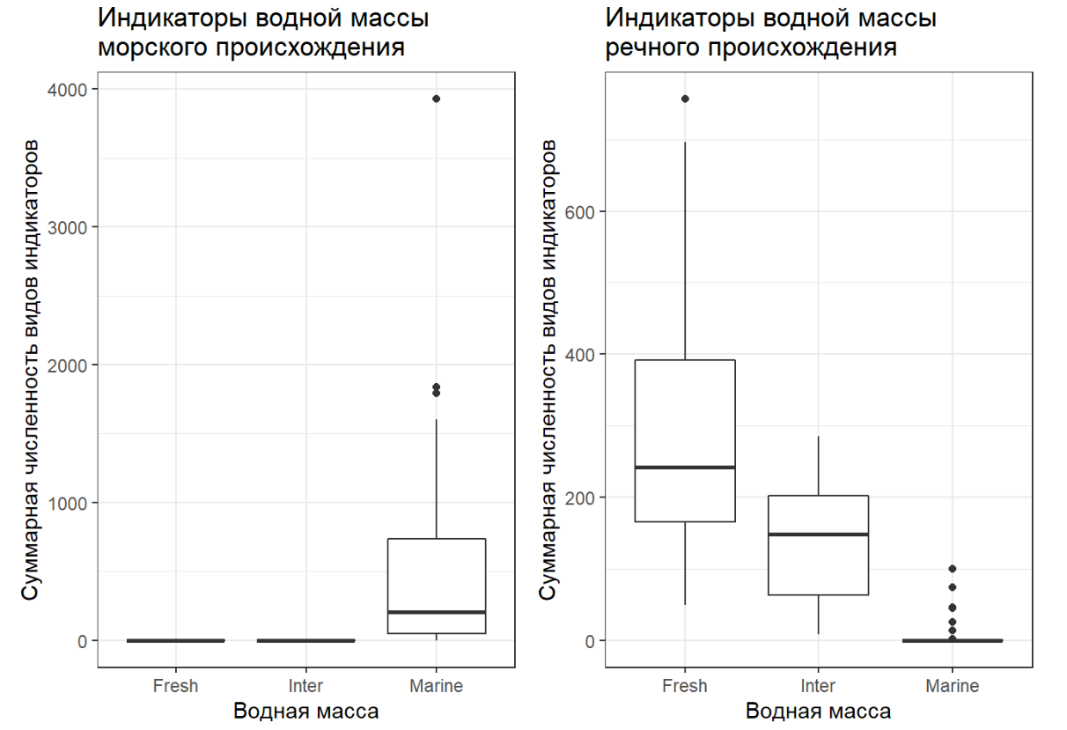 Индикаторы водной массы
морского происхождения
Суммарная численность видов индикаторов
4000
3000
2000
1000
0
Fresh Inter Marine
Водная масса
Индикаторы водной массы
речного происхождения
Суммарная численность видов индикаторов
600
400
200
0
Fresh Inter Marine
Водная масса